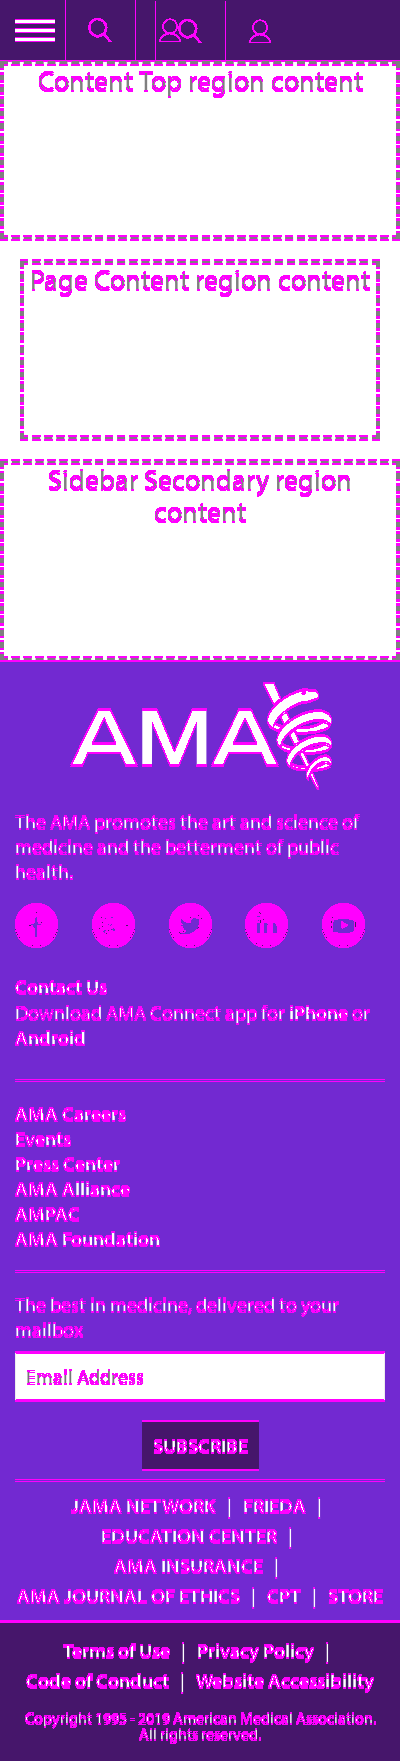 Content Top region content
Page Content region content
Sidebar Secondary region
content
AMA
The AMA promotes the art and science of
medicine and the betterment of public
health.
Contact Us
Download AMA Connect app for iPhone or
Android
AMA Careers
Events
Press Center
AMA Alliance
AMPAC
AMA Foundation
The best in medicine, delivered to your
mailbox
Email Address
SUBSCRIBE
JAMA NETWORK | FRIEDA |
EDUCATION CENTER |
AMA INSURANCE |
AMA JOURNAL OF ETHICS | CPT | STORE
Terms of Use | Privacy Policy |
Code of Conduct | Website Accessibility
Copyright 1995 - 2019 American Medical Association.
All rights reserved.